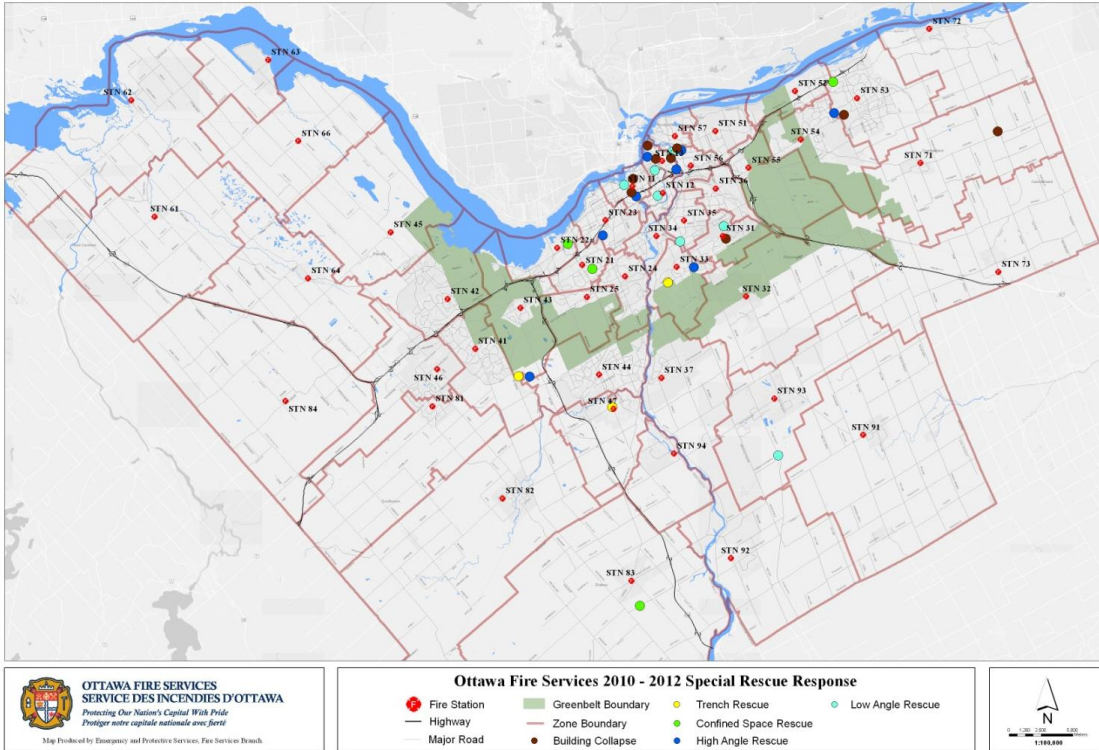 STN 72
STN 63
STN 52
STN 53
STN 62
STN 57
STN 51
STN 66
STN 54
STN 56
STN 55
STN 71
STN 11
STN 12
STN 36
STN 61
STN 45
STN 23
STN 35
STN 22
STN 34
STN 31
STN 21
STN 24
STN 33
STN 73
STN 64
STN 42
STN 43
STN 25
STN 32
STN 41
STN 46
STN 44
STN 37
STN 84
STN 81
STN 47
STN 93
STN 91
STN 94
STN 82
STN 92
STN 83
OTTAWA FIRE SERVICES
SERVICE DES INCENDIES D'OTTAWA
Protecting Our Nation's Capital With Pride
Protéger notre capitale nationale avec fierté
Map Produced by Emergency and Protective Services, Fire Services Branch.
Ottawa Fire Services 2010 - 2012 Special Rescue Response
Fire Station
Highway
Major Road
Greenbelt Boundary
Zone Boundary
Building Collapse
Trench Rescue
Confined Space Rescue
High Angle Rescue
Low Angle Rescue
N
1:100,000